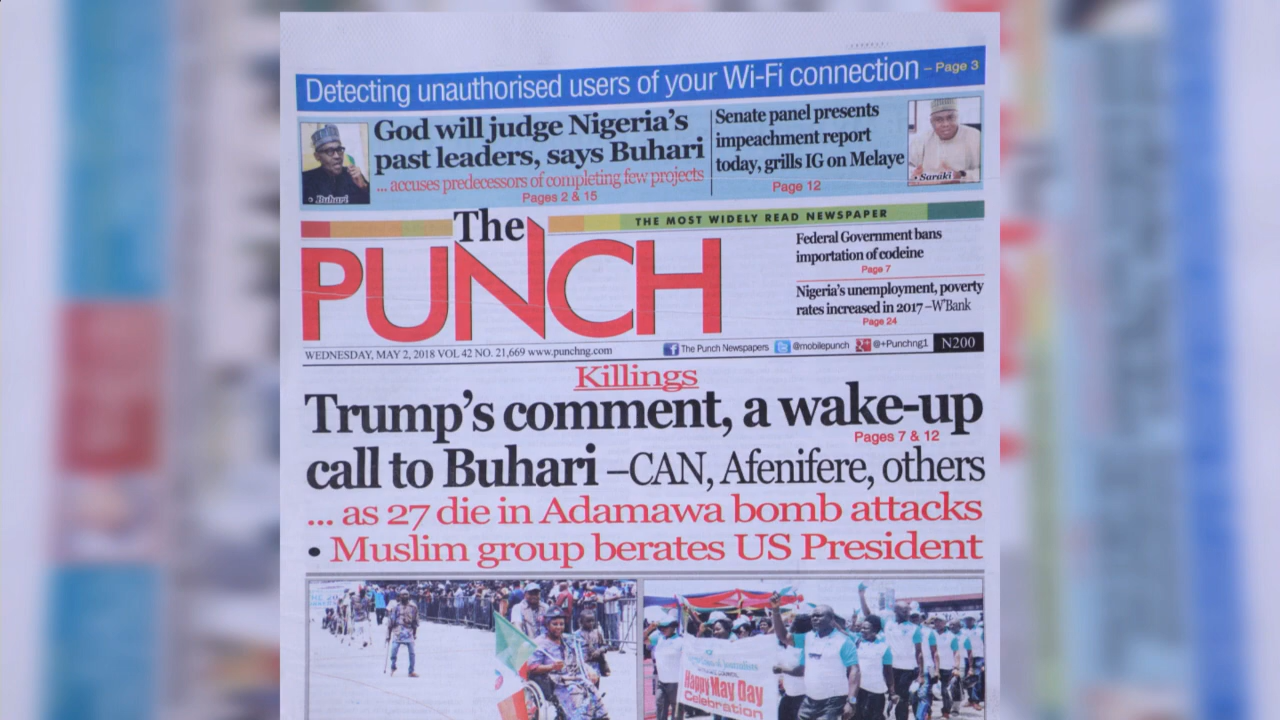 Detecting unauthorised users of your Wi-Fi connection – Page 3
God will judge Nigeria's
past leaders, says Buhari
... accuses predecessors of completing few projects
Pages 2 & 15
• Buhari
Senate panel presents
impeachment report
today, grills IG on Melaye
Page 12
• Saraki
THE MOST WIDELY READ NEWSPAPER
The
PUNCH
Federal Government bans
importation of codeine
Page 7
Nigeria's unemployment, poverty
rates increased in 2017 –W'Bank
Page 24
WEDNESDAY, MAY 2, 2018 VOL 42 NO. 21,669 www.punchng.com
The Punch Newspapers @mobilepunch @+Punchng1 N200
Killings
Trump's comment, a wake-up
Pages 7 & 12
call to Buhari –CAN, Afenifere, others
... as 27 die in Adamawa bomb attacks
• Muslim group berates US President
Happy May Day
Celebration